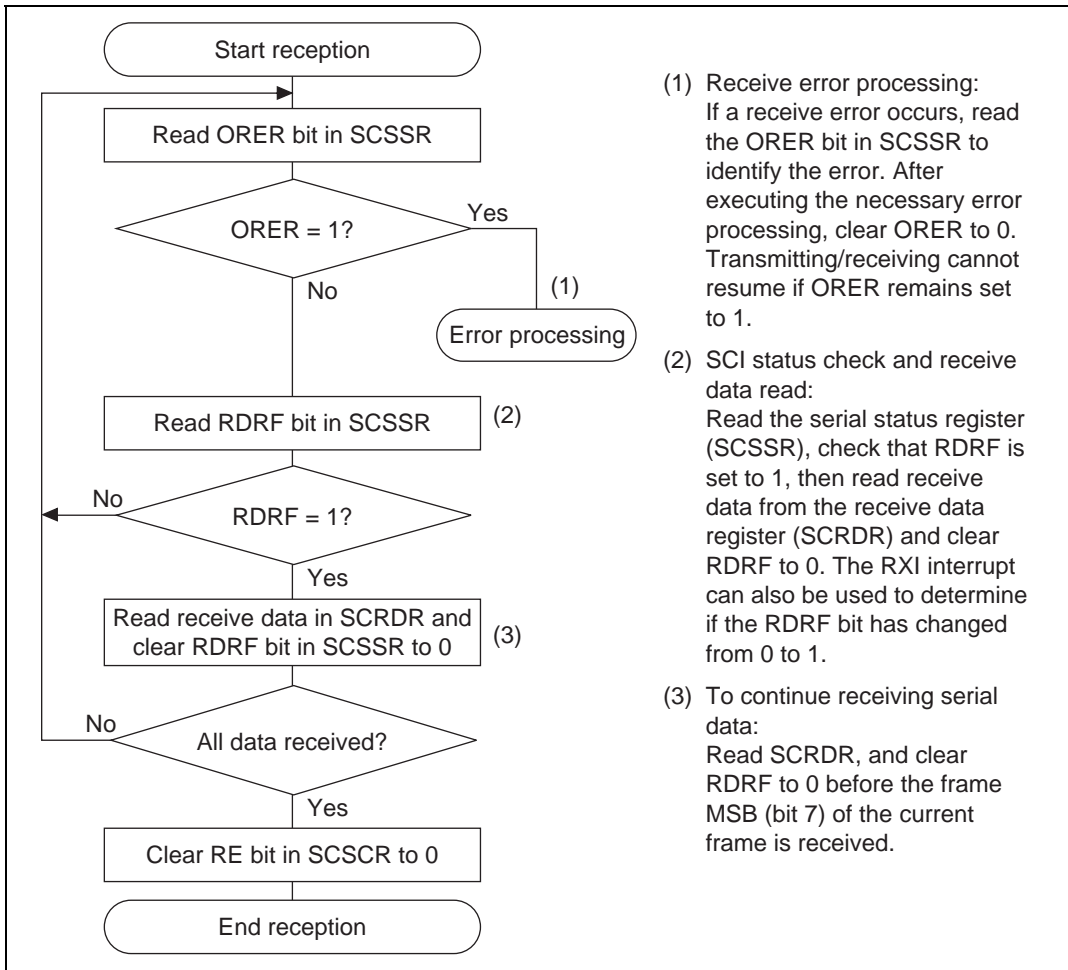 Start reception
Read ORER bit in SCSSR
ORER = 1?
Yes
No
(1)
Error processing
Read RDRF bit in SCSSR
(2)
No
RDRF = 1?
Yes
Read receive data in SCRDR and
clear RDRF bit in SCSSR to 0
(3)
No
All data received?
Yes
Clear RE bit in SCSCR to 0
End reception
(1) Receive error processing:
If a receive error occurs, read
the ORER bit in SCSSR to
identify the error. After
executing the necessary error
processing, clear ORER to 0.
Transmitting/receiving cannot
resume if ORER remains set
to 1.
(2) SCI status check and receive
data read:
Read the serial status register
(SCSSR), check that RDRF is
set to 1, then read receive
data from the receive data
register (SCRDR) and clear
RDRF to 0. The RXI interrupt
can also be used to determine
if the RDRF bit has changed
from 0 to 1.
(3) To continue receiving serial
data:
Read SCRDR, and clear
RDRF to 0 before the frame
MSB (bit 7) of the current
frame is received.